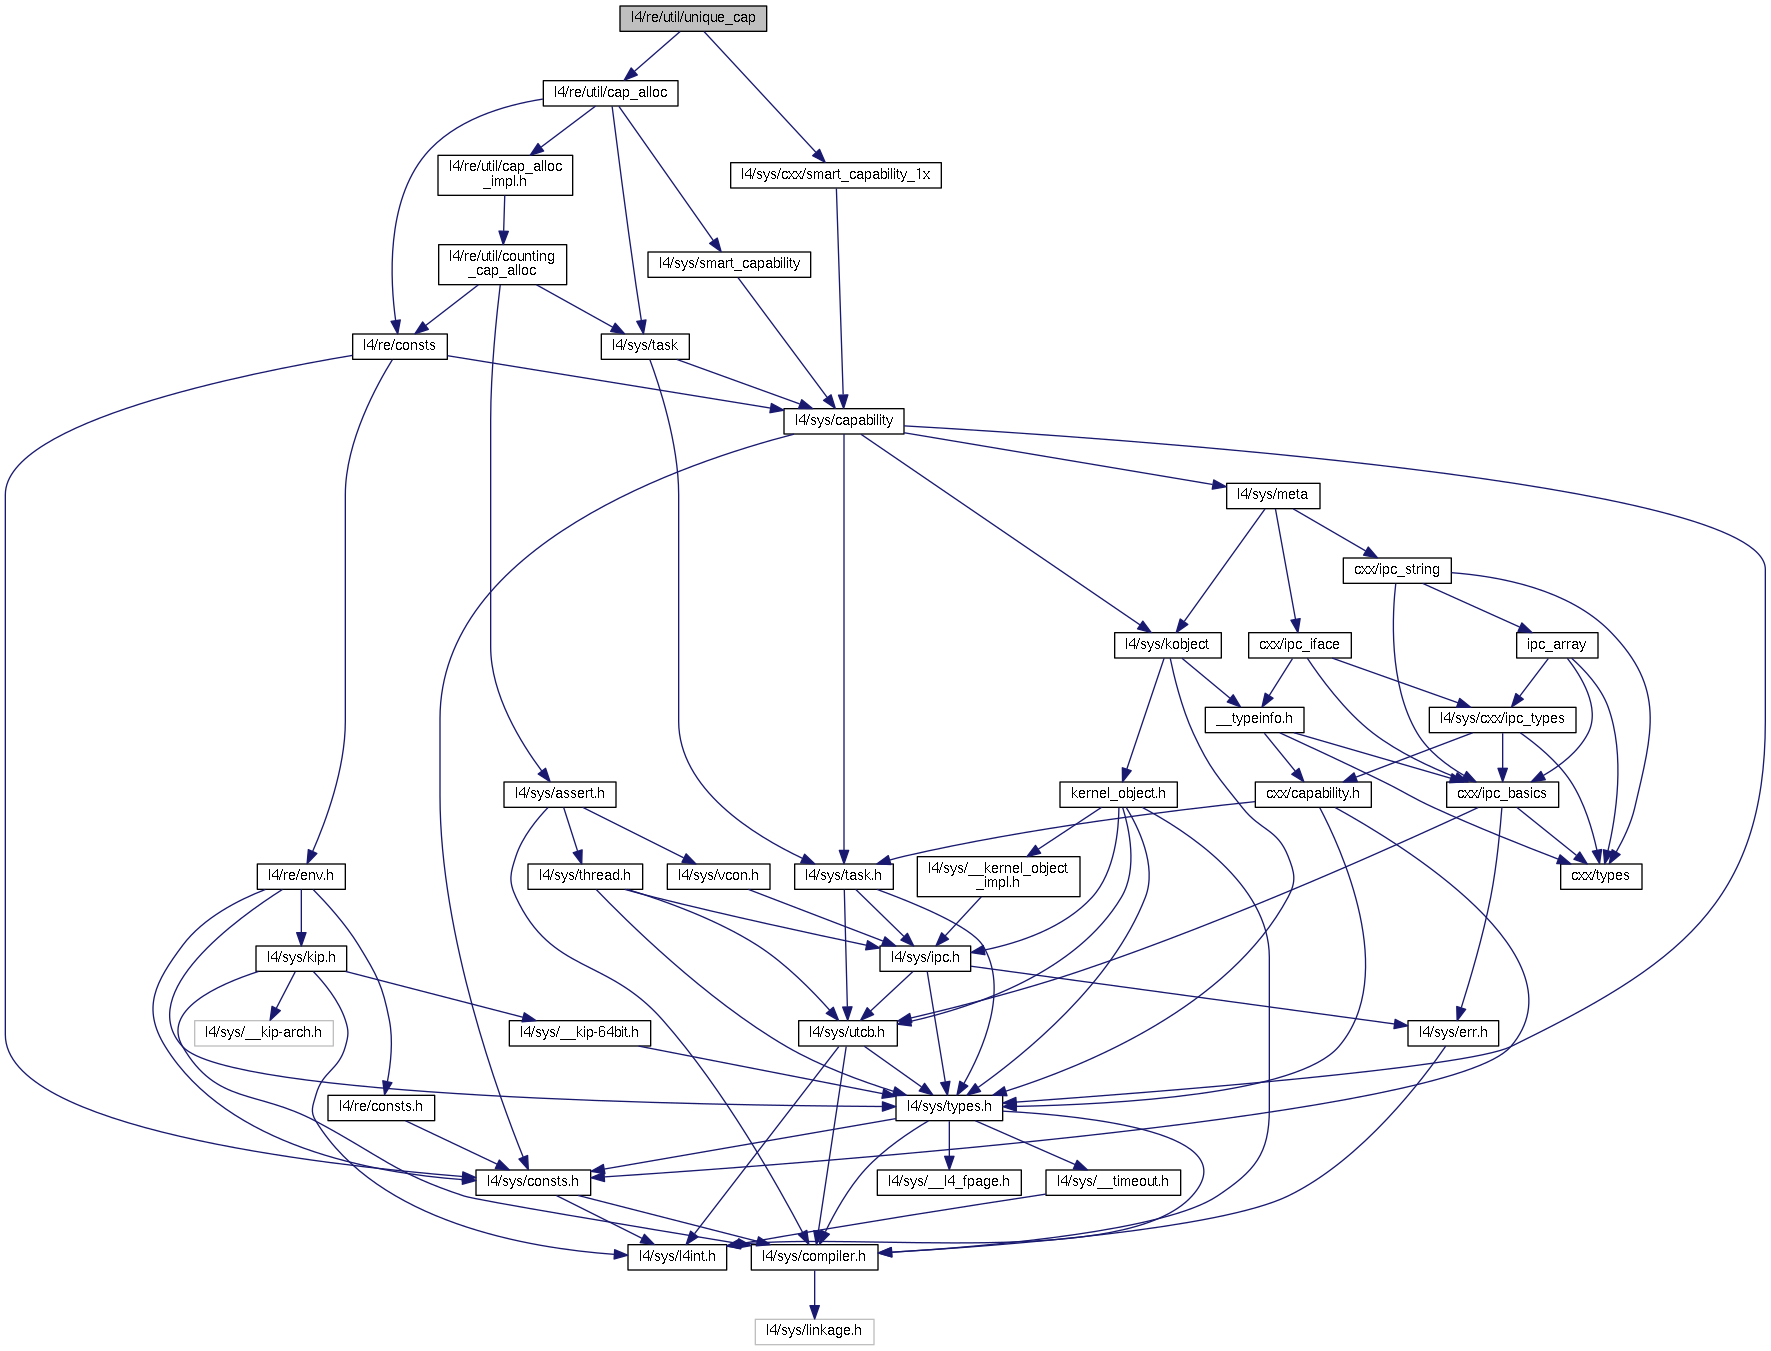 l4/re/util/unique_cap
l4/re/util/cap_alloc
l4/re/util/cap_alloc
_impl.h
l4/sys/cxx/smart_capability_1x
l4/re/util/counting
_cap_alloc
l4/sys/smart_capability
l4/re/consts
l4/sys/task
l4/sys/capability
l4/sys/meta
cxx/ipc_string
l4/sys/kobject
cxx/ipc_iface
ipc_array
__typeinfo.h
l4/sys/cxx/ipc_types
l4/sys/assert.h
kernel_object.h
cxx/capability.h
cxx/ipc_basics
l4/re/env.h
l4/sys/thread.h
l4/sys/vcon.h
l4/sys/task.h
l4/sys/__kernel_object
_impl.h
cxx/types
l4/sys/kip.h
l4/sys/ipc.h
l4/sys/__kip-arch.h
l4/sys/__kip-64bit.h
l4/sys/utcb.h
l4/sys/err.h
l4/re/consts.h
l4/sys/types.h
l4/sys/consts.h
l4/sys/__l4_fpage.h
l4/sys/__timeout.h
l4/sys/l4int.h
l4/sys/compiler.h
l4/sys/linkage.h